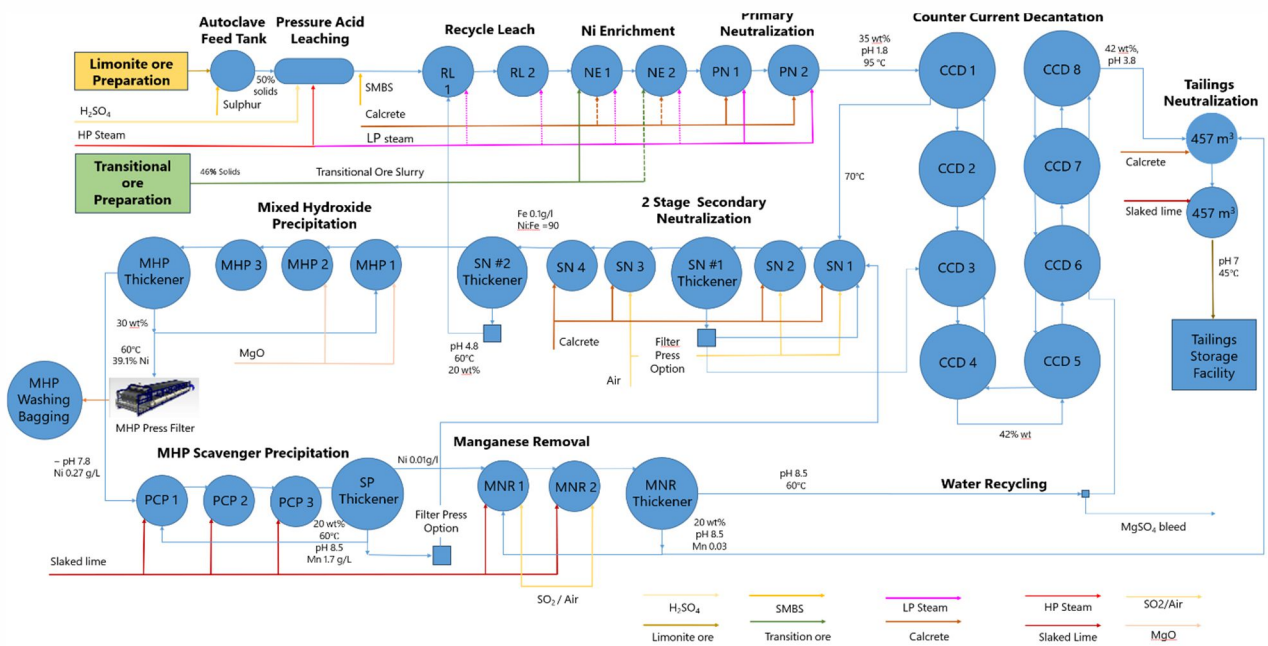 Autoclave
Feed Tank
Pressure Acid
Leaching
Recycle Leach
Ni Enrichment
Primary
Neutralization
Counter Current Decantation
Limonite ore
Preparation
50%
solids
Sulphur
SMBS
RL
1
RL 2
NE 1
NE 2
PN 1
PN 2
35 wt%
pH 1.8
95 °C
CCD 1
CCD 8
42 wt%,
pH 3.8
Tailings
Neutralization
H₂SO₄
Calcrete
HP Steam
LP steam
457 m³
Calcrete
Transitional
ore
Preparation
46% Solids
Transitional Ore Slurry
70°C
CCD 2
CCD 7
Slaked lime
457 m³
Mixed Hydroxide
Precipitation
Fe 0.1g/l
Ni:Fe =90
2 Stage Secondary
Neutralization
MHP
Thickener
MHP 3
MHP 2
MHP 1
SN #2
Thickener
SN 4
SN 3
SN #1
Thickener
SN 2
SN 1
CCD 3
CCD 6
pH 7
45°C
30 wt%
60°C
39.1% Ni
MgO
pH 4.8
60°C
20 wt%
Calcrete
Air
Filter
Press
Option
CCD 4
CCD 5
Tailings
Storage
Facility
MHP
Washing
Bagging
MHP Press Filter
42% wt
~ pH 7.8
Ni 0.27 g/L
MHP Scavenger Precipitation
Manganese Removal
Ni 0.01g/l
PCP 1
PCP 2
PCP 3
SP
Thickener
MNR 1
MNR 2
MNR
Thickener
pH 8.5
60°C
Water Recycling
MgSO₄ bleed
20 wt%
60°C
pH 8.5
Mn 1.7 g/L
Filter Press
Option
20 wt%
pH 8.5
Mn 0.03
Slaked lime
SO₂ / Air
H₂SO₄
SMBS
LP Steam
HP Steam
SO2/Air
Limonite ore
Transition ore
Calcrete
Slaked Lime
MgO